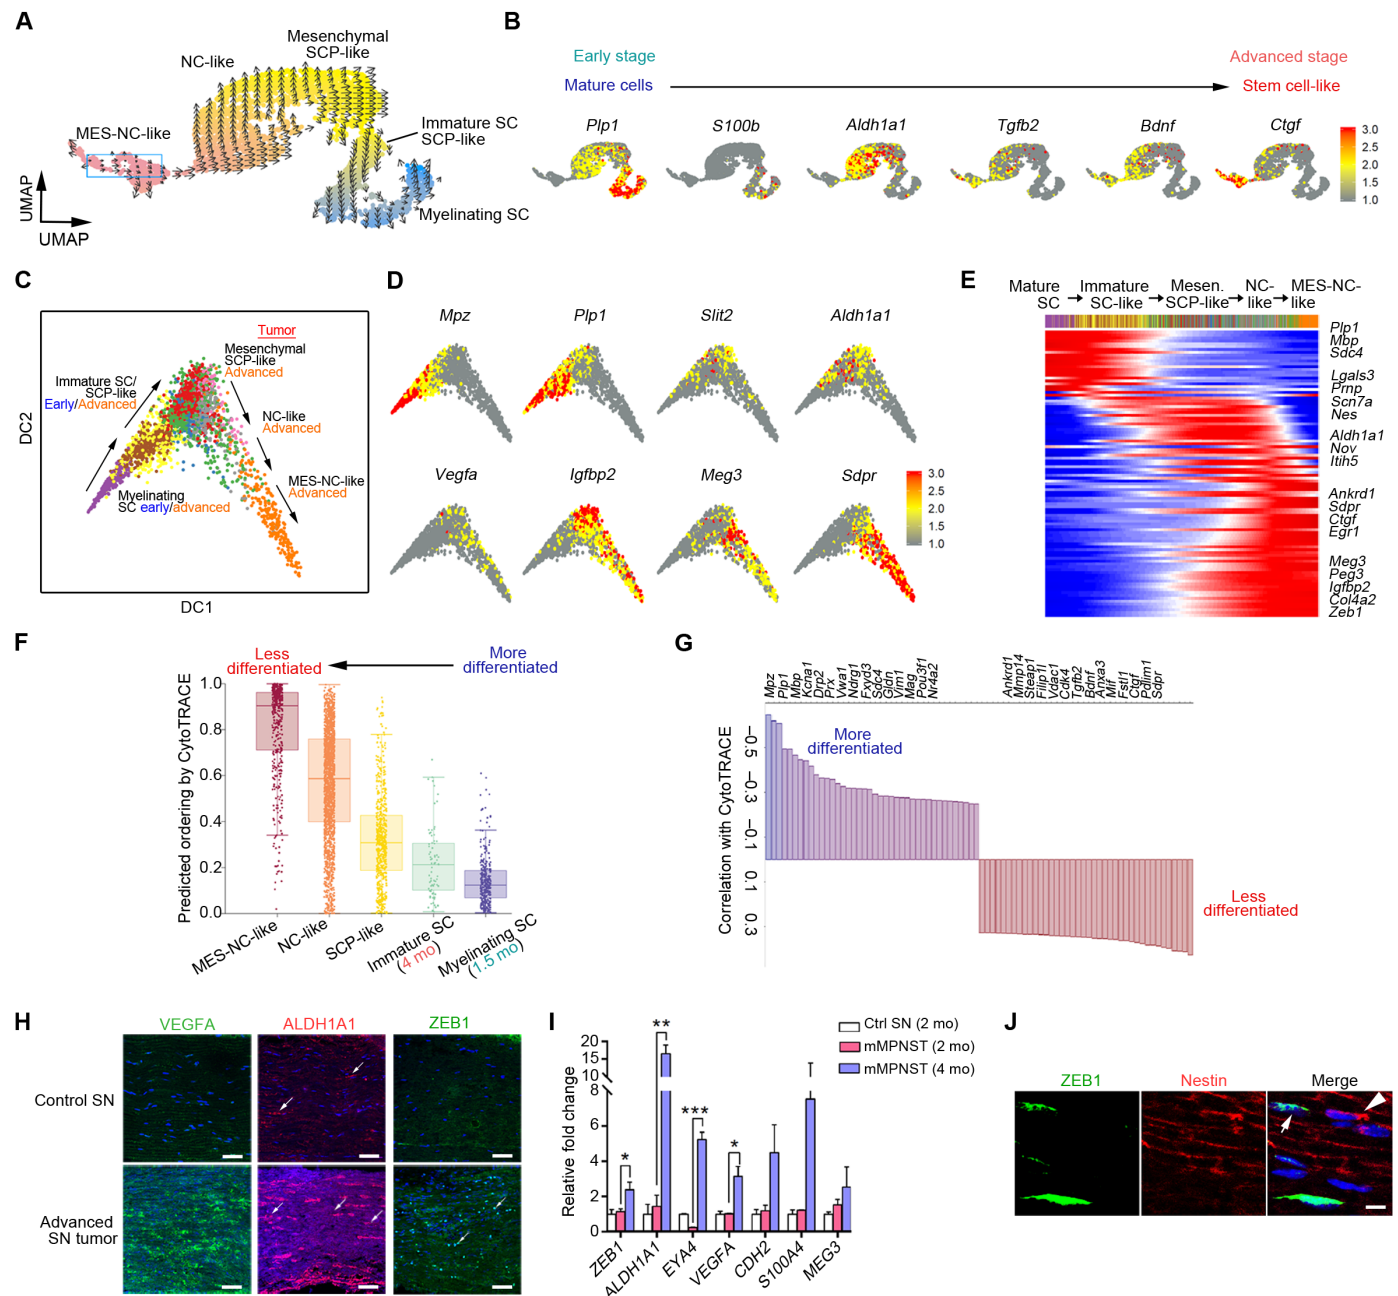 A
Mesenchymal
SCP-like
NC-like
MES-NC-like
Immature SC
SCP-like
Myelinating SC
UMAP
UMAP
B
Early stage
Advanced stage
Mature cells
Stem cell-like
Plp1 S100b Aldh1a1 Tgfb2 Bdnf Ctgf
3.0
2.5
2.0
1.5
1.0
C
Tumor
Mesenchymal
SCP-like
Advanced
Immature SC/
SCP-like
Early/Advanced
NC-like
Advanced
MES-NC-like
Advanced
Myelinating
SC early/advanced
DC2
DC1
D
Mpz Plp1 Slit2 Aldh1a1
Vegfa Igfbp2 Meg3 Sdpr
3.0
2.5
2.0
1.5
1.0
E
Mature
SC
Immature
SC-like
Mesen.
SCP-like
NC-
like
MES-NC-
like
Plp1
Mbp
Sdc4
Lgals3
Prnp
Scn7a
Nes
Aldh1a1
Nov
Itih5
Ankrd1
Sdpr
Ctgf
Egr1
Meg3
Peg3
Igfbp2
Col4a2
Zeb1
F
Less
differentiated
More
differentiated
Predicted ordering by CytoTRACE
1.0
0.8
0.6
0.4
0.2
0.0
MES-NC-like
NC-like
SCP-like
Immature SC
(4 mo)
Myelinating SC
(1.5 mo)
G
Mpz
Plp1
Mbp
Kcna1
Drp2
Prx
Vwa1
Ndrg1
Fxyd3
Sdc4
Gldn
Mag
Pou3f1
Nr4a2
Ankrd1
Mmp14
Steap1
Filip1l
Vdac1
Cdk4
Tgfb2
Bdnf
Anxa3
Mif
Fstl1
Ctgf
Pdlim1
Sdpr
More
differentiated
Less
differentiated
Correlation with CytoTRACE
−0.5
−0.3
−0.1
0.1
0.3
H
VEGFA ALDH1A1 ZEB1
Control SN
Advanced
SN tumor
I
Relative fold change
20
15
10
8
6
4
2
0
*
**
***
*
Ctrl SN (2 mo)
mMPNST (2 mo)
mMPNST (4 mo)
ZEB1
ALDH1A1
EYA4
VEGFA
CDH2
S100A4
MEG3
J
ZEB1 Nestin Merge